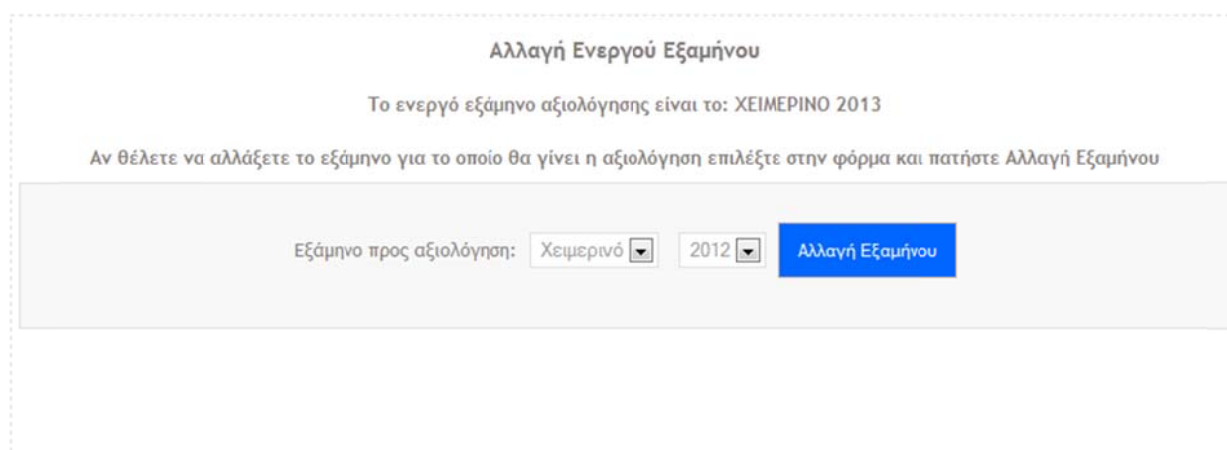 Αλλαγή Ενεργού Εξαμήνου
Το ενεργό εξάμηνο αξιολόγησης είναι το: ΧΕΙΜΕΡΙΝΟ 2013
Αν θέλετε να αλλάξετε το εξάμηνο για το οποίο θα γίνει η αξιολόγηση επιλέξτε στην φόρμα και πατήστε Αλλαγή Εξαμήνου
Εξάμηνο προς αξιολόγηση: Χειμερινό 2012 Αλλαγή Εξαμήνου